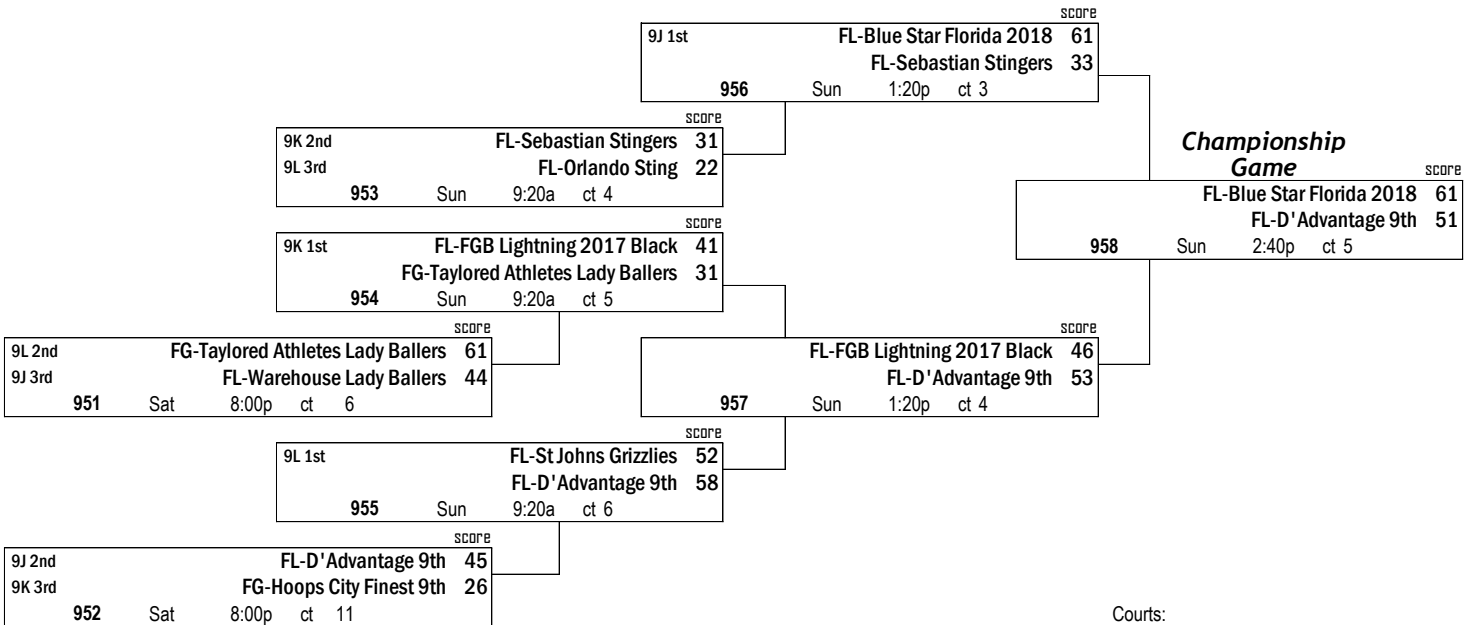 score
9J 1st FL-Blue Star Florida 2018 61
FL-Sebastian Stingers 33
956 Sun 1:20p ct 3
score
9K 2nd FL-Sebastian Stingers 31
9L 3rd FL-Orlando Sting 22
953 Sun 9:20a ct 4
Championship
Game score
FL-Blue Star Florida 2018 61
FL-D'Advantage 9th 51
958 Sun 2:40p ct 5
score
9K 1st FL-FGB Lightning 2017 Black 41
FG-Taylored Athletes Lady Ballers 31
954 Sun 9:20a ct 5
score
9L 2nd FG-Taylored Athletes Lady Ballers 61
9J 3rd FL-Warehouse Lady Ballers 44
951 Sat 8:00p ct 6
score
FL-FGB Lightning 2017 Black 46
FL-D'Advantage 9th 53
957 Sun 1:20p ct 4
score
9L 1st FL-St Johns Grizzlies 52
FL-D'Advantage 9th 58
955 Sun 9:20a ct 6
score
9J 2nd FL-D'Advantage 9th 45
9K 3rd FG-Hoops City Finest 9th 26
952 Sat 8:00p ct 11
Courts: